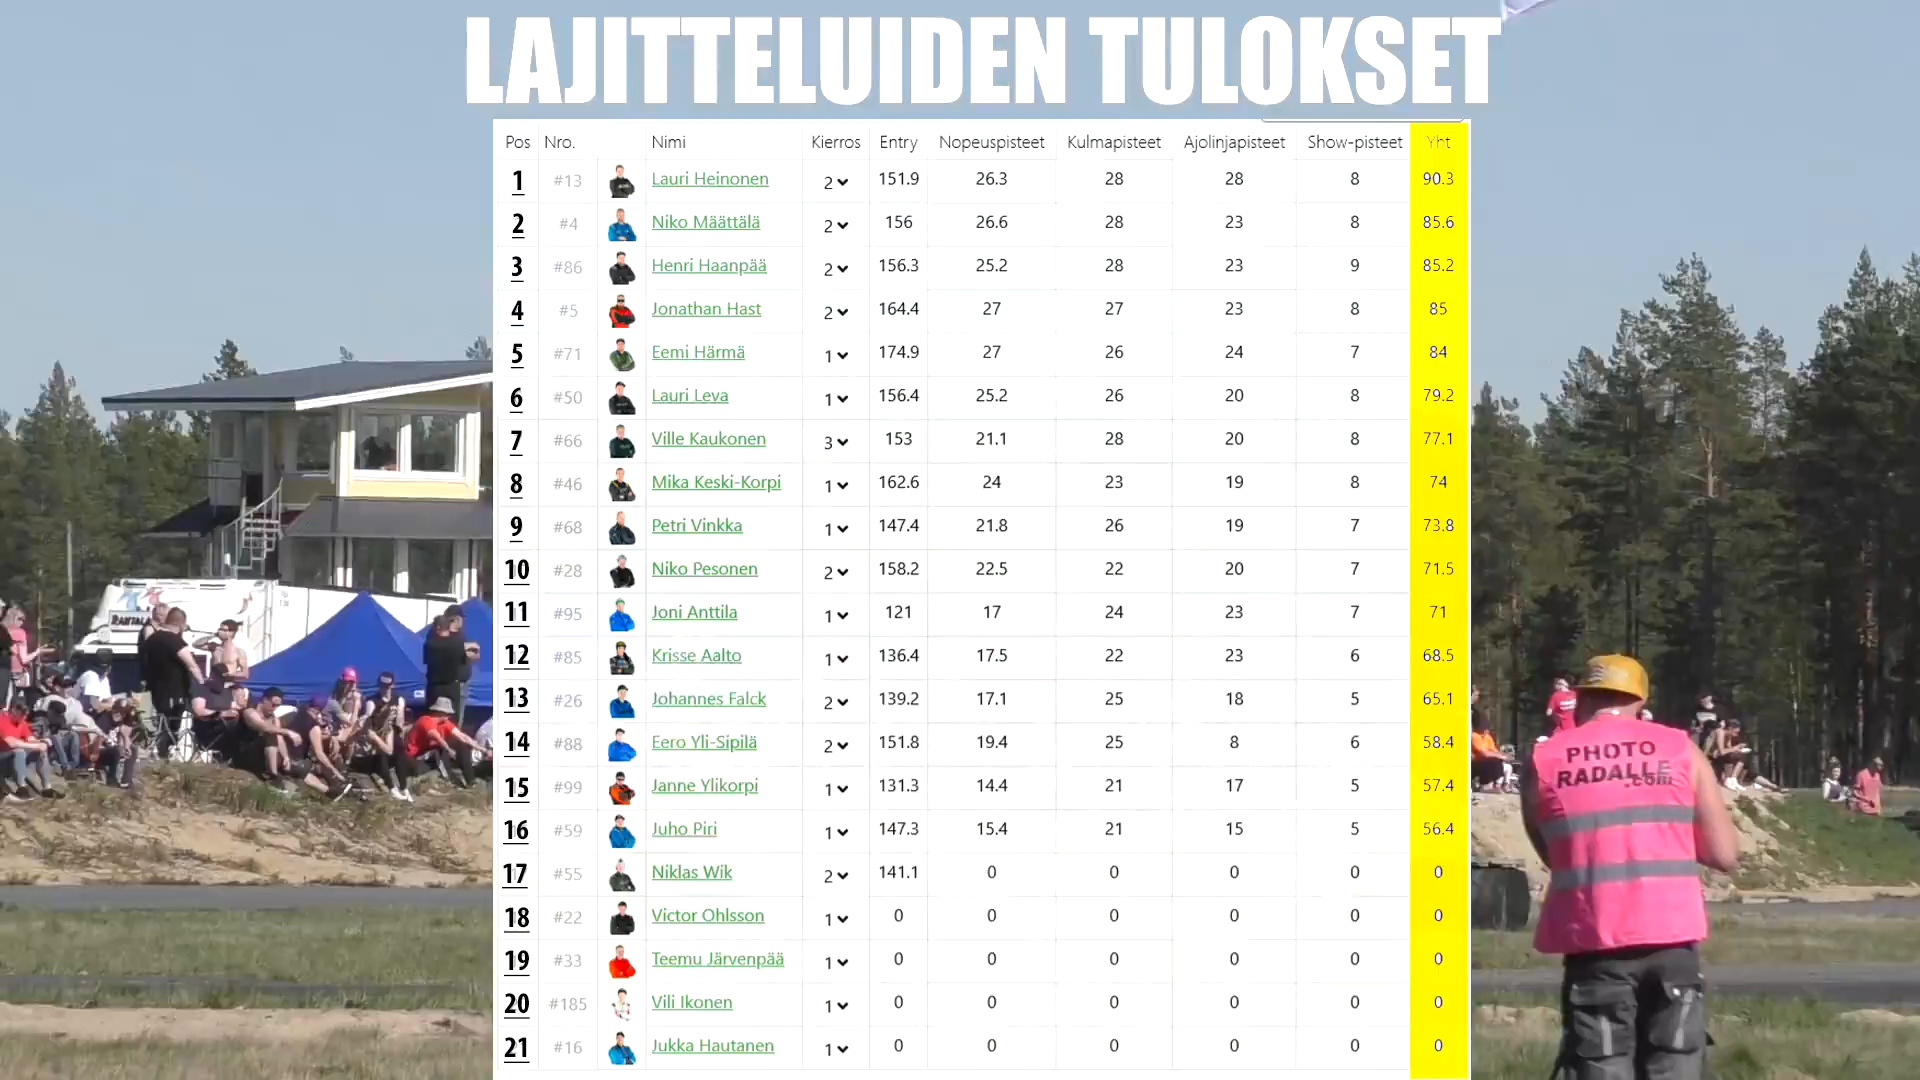 LAJITTELUIDEN TULOKSET
Pos Nro. Nimi Kierros Entry Nopeuspisteet Kulmapisteet Ajolinjapisteet Show-pisteet Yht
1 #13 Lauri Heinonen 2 151.9 26.3 28 28 8 90.3
2 #4 Niko Määttälä 2 156 26.6 28 23 8 85.6
3 #86 Henri Haanpää 2 156.3 25.2 28 23 9 85.2
4 #5 Jonathan Hast 2 164.4 27 27 23 8 85
5 #71 Eemi Härmä 1 174.9 27 26 24 7 84
6 #50 Lauri Leva 1 156.4 25.2 26 20 8 79.2
7 #66 Ville Kaukonen 3 153 21.1 28 20 8 77.1
8 #46 Mika Keski-Korpi 1 162.6 24 23 19 8 74
9 #68 Petri Vinkka 1 147.4 21.8 26 19 7 73.8
10 #28 Niko Pesonen 2 158.2 22.5 22 20 7 71.5
11 #95 Joni Anttila 1 121 17 24 23 7 71
12 #85 Krisse Aalto 1 136.4 17.5 22 23 6 68.5
13 #26 Johannes Falck 2 139.2 17.1 25 18 5 65.1
14 #88 Eero Yli-Sipilä 2 151.8 19.4 25 8 6 58.4
15 #99 Janne Ylikorpi 1 131.3 14.4 21 17 5 57.4
16 #59 Juho Piri 1 147.3 15.4 21 15 5 56.4
17 #55 Niklas Wik 2 141.1 0 0 0 0 0
18 #22 Victor Ohlsson 1 0 0 0 0 0 0
19 #33 Teemu Järvenpää 1 0 0 0 0 0 0
20 #185 Vili Ikonen 1 0 0 0 0 0 0
21 #16 Jukka Hautanen 1 0 0 0 0 0 0
PHOTO
RADALLE
.com